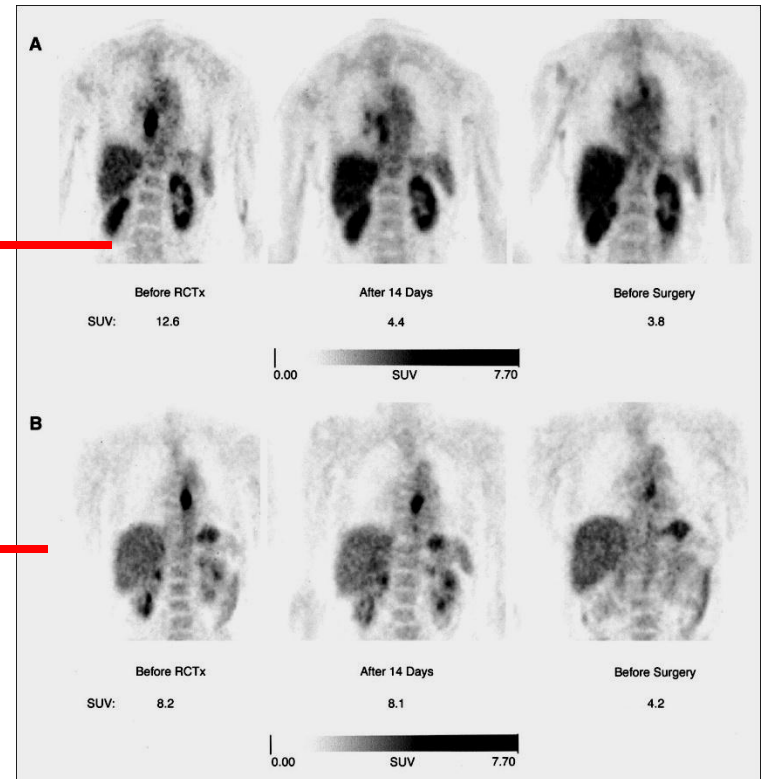 A
Before RCTx After 14 Days Before Surgery
SUV: 12.6 4.4 3.8
0.00 SUV 7.70
B
Before RCTx After 14 Days Before Surgery
SUV: 8.2 8.1 4.2
0.00 SUV 7.70